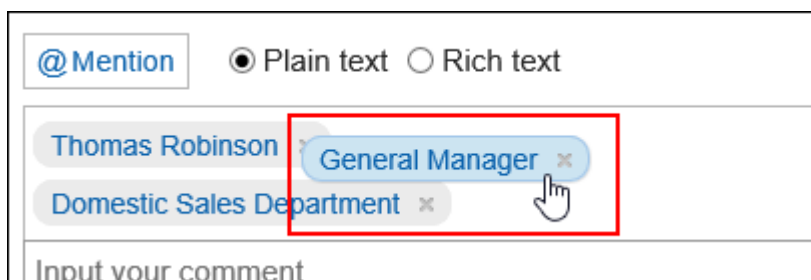 @Mention Plain text Rich text
Thomas Robinson × General Manager ×
Domestic Sales Department ×
Input your comment